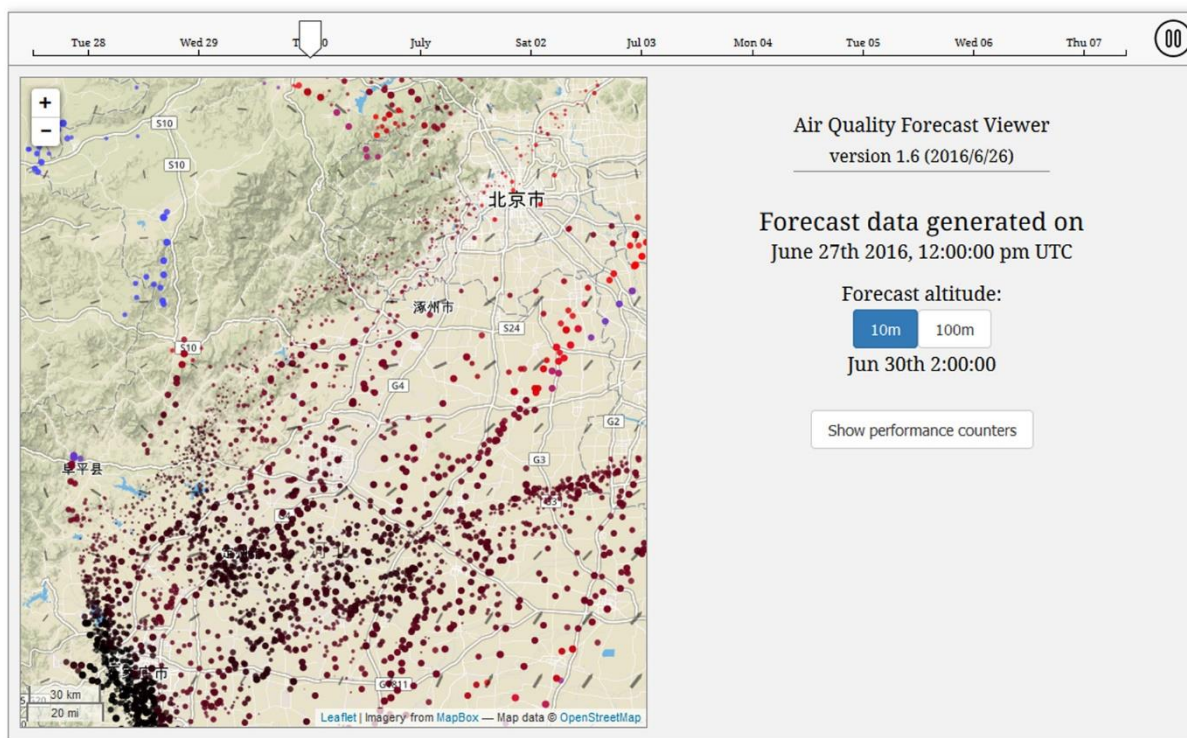 Tue 28
Wed 29
July
Sat 02
Jul 03
Mon 04
Tue 05
Wed 06
Thu 07
+
−
S10
S10
北京市
涿州市
S24
S10
G4
G2
阜平县
G3
30 km
20 mi
Leaflet | Imagery from MapBox — Map data © OpenStreetMap
Air Quality Forecast Viewer
version 1.6 (2016/6/26)
Forecast data generated on
June 27th 2016, 12:00:00 pm UTC
Forecast altitude:
10m 100m
Jun 30th 2:00:00
Show performance counters